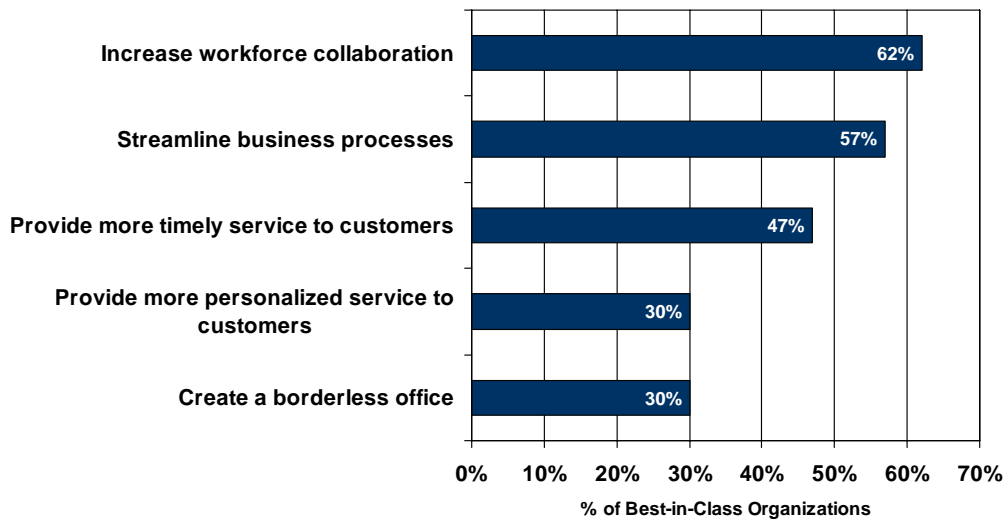 Increase workforce collaboration
62%
Streamline business processes
57%
Provide more timely service to customers
47%
Provide more personalized service to
customers
30%
Create a borderless office
30%
0% 10% 20% 30% 40% 50% 60% 70%
% of Best-in-Class Organizations